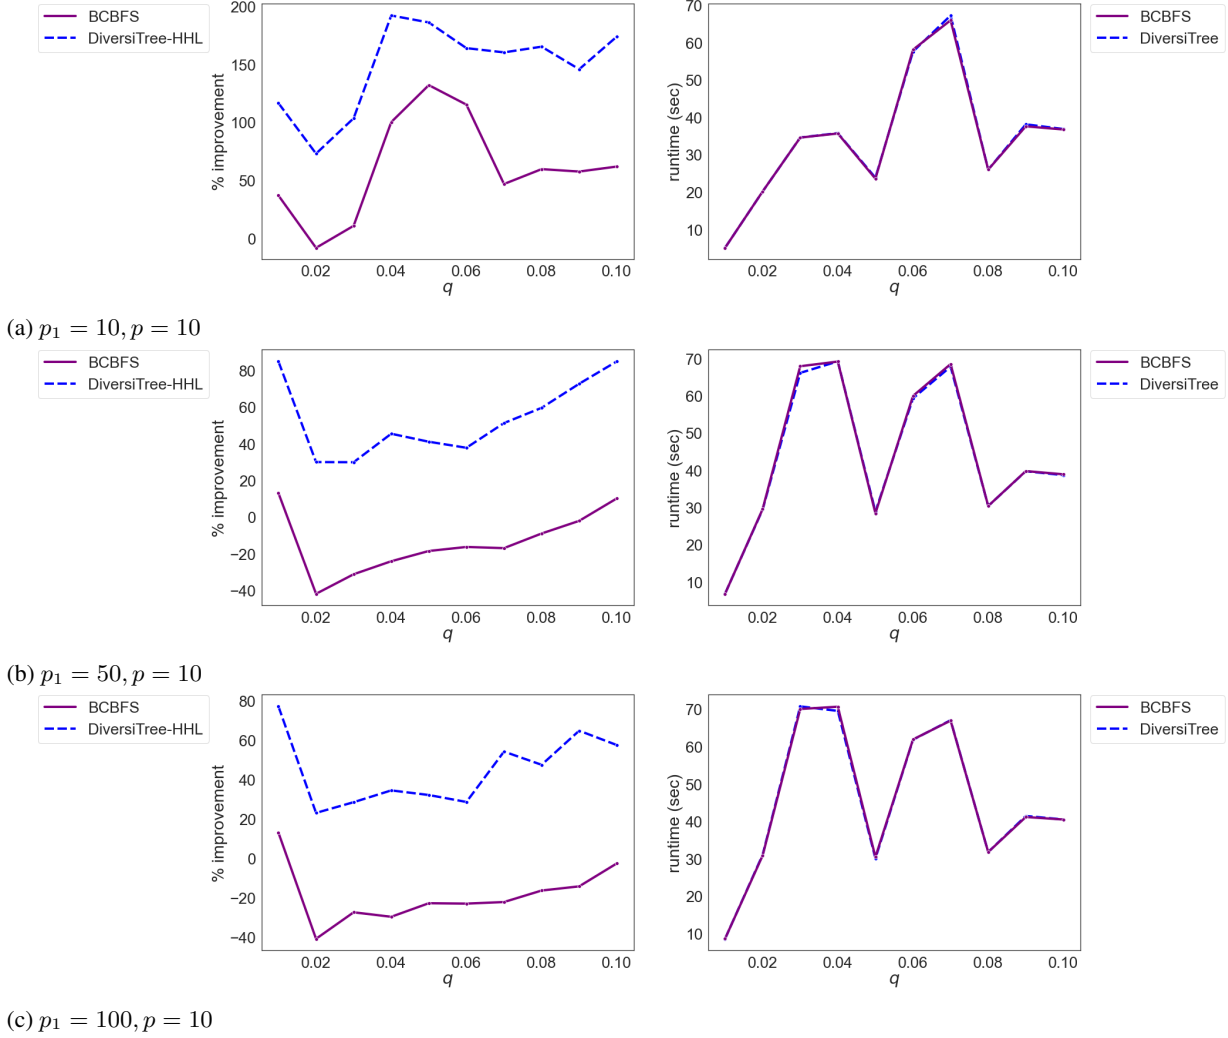 BCBFS
DiversiTree-HHL
% improvement
200
150
100
50
0
0.02 0.04 0.06 0.08 0.10
q
runtime (sec)
70
60
50
40
30
20
10
0.02 0.04 0.06 0.08 0.10
q
BCBFS
DiversiTree
(a) p₁ = 10, p = 10
BCBFS
DiversiTree-HHL
% improvement
80
60
40
20
0
−20
−40
0.02 0.04 0.06 0.08 0.10
q
runtime (sec)
70
60
50
40
30
20
10
0.02 0.04 0.06 0.08 0.10
q
BCBFS
DiversiTree
(b) p₁ = 50, p = 10
BCBFS
DiversiTree-HHL
% improvement
80
60
40
20
0
−20
−40
0.02 0.04 0.06 0.08 0.10
q
runtime (sec)
70
60
50
40
30
20
10
0.02 0.04 0.06 0.08 0.10
q
BCBFS
DiversiTree
(c) p₁ = 100, p = 10